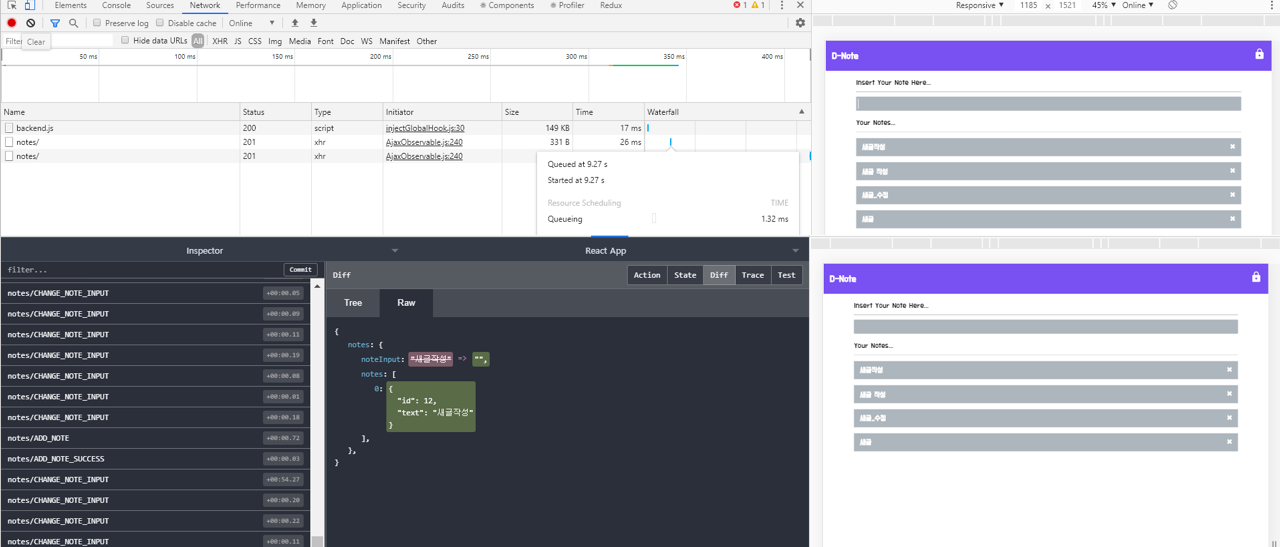 Elements Console Sources Network Performance Memory Application Security Audits Components Profiler Redux 1 1
Preserve log Disable cache Online
Filter Hide data URLs All XHR JS CSS Img Media Font Doc WS Manifest Other
Clear
50 ms 100 ms 150 ms 200 ms 250 ms 300 ms 350 ms 400 ms
Name Status Type Initiator Size Time Waterfall
backend.js 200 script injectGlobalHook.js:30 149 KB 17 ms
notes/ 201 xhr AjaxObservable.js:240 331 B 26 ms
notes/ 201 xhr AjaxObservable.js:240
Queued at 9.27 s
Started at 9.27 s
Resource Scheduling TIME
Queueing 1.32 ms
Responsive 1185 x 1521 45% Online
D-Note
Insert Your Note Here...
Your Notes...
새글작성 ×
새글 작성 ×
새글_수정 ×
새글 ×
Inspector React App
filter... Commit
notes/CHANGE_NOTE_INPUT +00:00.05
notes/CHANGE_NOTE_INPUT +00:00.09
notes/CHANGE_NOTE_INPUT +00:00.11
notes/CHANGE_NOTE_INPUT +00:00.19
notes/CHANGE_NOTE_INPUT +00:00.08
notes/CHANGE_NOTE_INPUT +00:00.01
notes/CHANGE_NOTE_INPUT +00:00.18
notes/ADD_NOTE +00:00.72
notes/ADD_NOTE_SUCCESS +00:00.03
notes/CHANGE_NOTE_INPUT +00:54.27
notes/CHANGE_NOTE_INPUT +00:00.20
notes/CHANGE_NOTE_INPUT +00:00.22
notes/CHANGE_NOTE_INPUT +00:00.11
Diff Action State Diff Trace Test
Tree Raw
{
notes: {
noteInput: "새글작성" => "",
notes: [
0: {
"id": 12,
"text": "새글작성"
}
],
},
}
D-Note
Insert Your Note Here...
Your Notes...
새글작성 ×
새글 작성 ×
새글_수정 ×
새글 ×